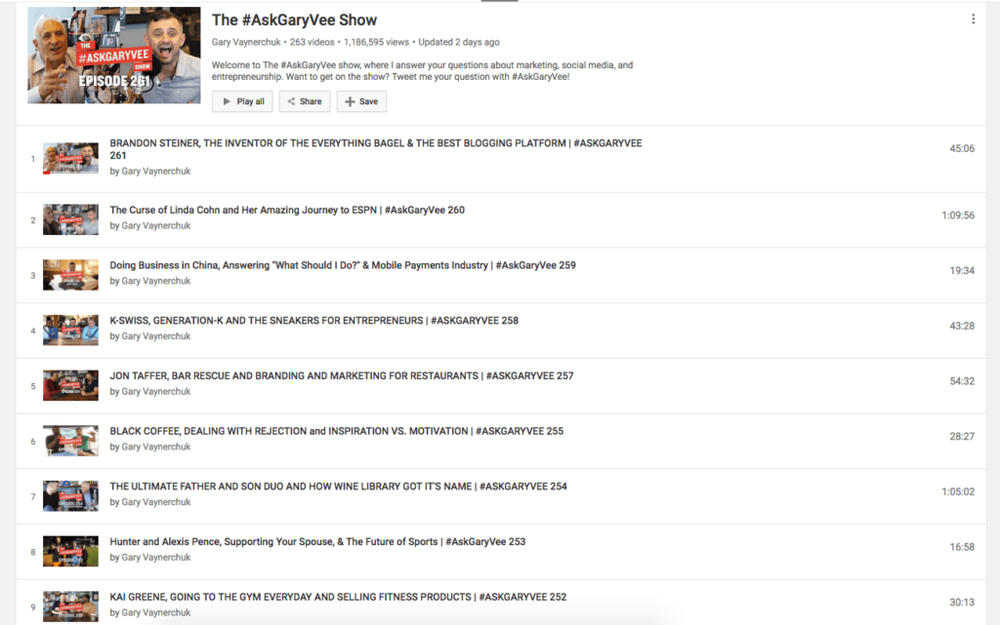 The #AskGaryVee Show
Gary Vaynerchuk • 263 videos • 1,186,595 views • Updated 2 days ago
Welcome to The #AskGaryVee show, where I answer your questions about marketing, social media, and
entrepreneurship. Want to get on the show? Tweet me your question with #AskGaryVee!
Play all
Share
Save
THE
#ASKGARYVEE
SHOW
EPISODE 261
1
BRANDON STEINER, THE INVENTOR OF THE EVERYTHING BAGEL & THE BEST BLOGGING PLATFORM | #ASKGARYVEE
261
by Gary Vaynerchuk
45:06
2
The Curse of Linda Cohn and Her Amazing Journey to ESPN | #AskGaryVee 260
by Gary Vaynerchuk
1:09:56
3
Doing Business in China, Answering "What Should I Do?" & Mobile Payments Industry | #AskGaryVee 259
by Gary Vaynerchuk
19:34
4
K-SWISS, GENERATION-K AND THE SNEAKERS FOR ENTREPRENEURS | #ASKGARYVEE 258
by Gary Vaynerchuk
43:28
5
JON TAFFER, BAR RESCUE AND BRANDING AND MARKETING FOR RESTAURANTS | #ASKGARYVEE 257
by Gary Vaynerchuk
54:32
6
BLACK COFFEE, DEALING WITH REJECTION and INSPIRATION VS. MOTIVATION | #ASKGARYVEE 255
by Gary Vaynerchuk
28:27
7
THE ULTIMATE FATHER AND SON DUO AND HOW WINE LIBRARY GOT IT'S NAME | #ASKGARYVEE 254
by Gary Vaynerchuk
1:05:02
8
Hunter and Alexis Pence, Supporting Your Spouse, & The Future of Sports | #AskGaryVee 253
by Gary Vaynerchuk
16:58
9
KAI GREENE, GOING TO THE GYM EVERYDAY AND SELLING FITNESS PRODUCTS | #ASKGARYVEE 252
by Gary Vaynerchuk
30:13